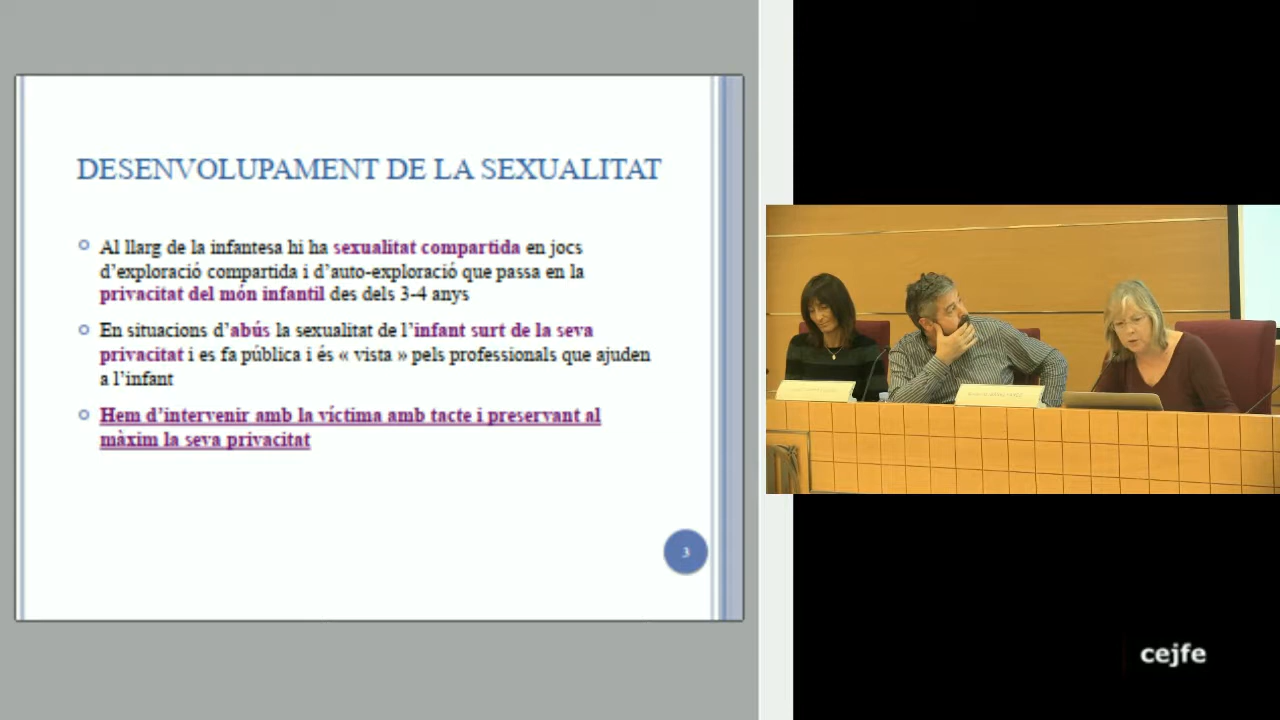 DESENVOLUPAMENT DE LA SEXUALITAT
Al llarg de la infantesa hi ha sexualitat compartida en jocs
d'exploració compartida i d'auto-exploració que passa en la
privacitat del món infantil des dels 3-4 anys
En situacions d'abús la sexualitat de l'infant surt de la seva
privacitat i es fa pública i és « vista » pels professionals que ajuden
a l'infant
Hem d'intervenir amb la víctima amb tacte i preservant al
màxim la seva privacitat
3
cejfe